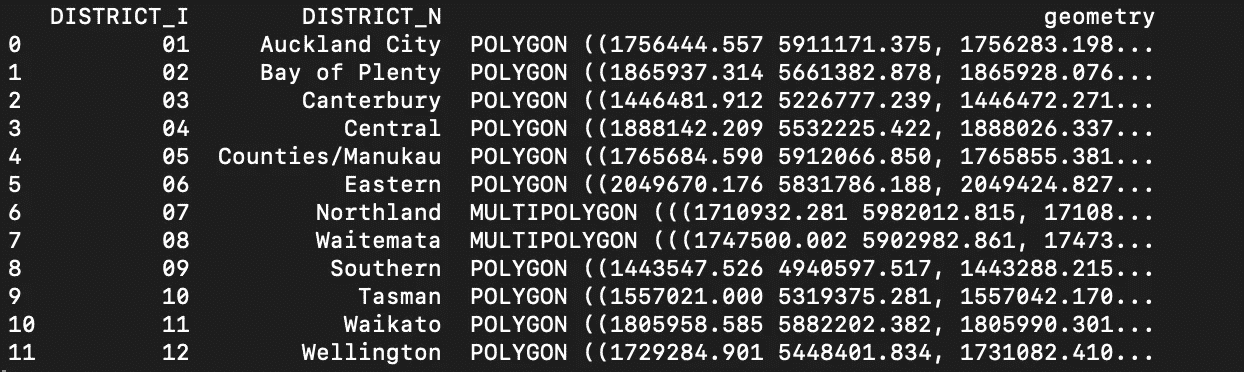 DISTRICT_I DISTRICT_N geometry
0 01 Auckland City POLYGON ((1756444.557 5911171.375, 1756283.198...
1 02 Bay of Plenty POLYGON ((1865937.314 5661382.878, 1865928.076...
2 03 Canterbury POLYGON ((1446481.912 5226777.239, 1446472.271...
3 04 Central POLYGON ((1888142.209 5532225.422, 1888026.337...
4 05 Counties/Manukau POLYGON ((1765684.590 5912066.850, 1765855.381...
5 06 Eastern POLYGON ((2049670.176 5831786.188, 2049424.827...
6 07 Northland MULTIPOLYGON (((1710932.281 5982012.815, 17108...
7 08 Waitemata MULTIPOLYGON (((1747500.002 5902982.861, 17473...
8 09 Southern POLYGON ((1443547.526 4940597.517, 1443288.215...
9 10 Tasman POLYGON ((1557021.000 5319375.281, 1557042.170...
10 11 Waikato POLYGON ((1805958.585 5882202.382, 1805990.301...
11 12 Wellington POLYGON ((1729284.901 5448401.834, 1731082.410...